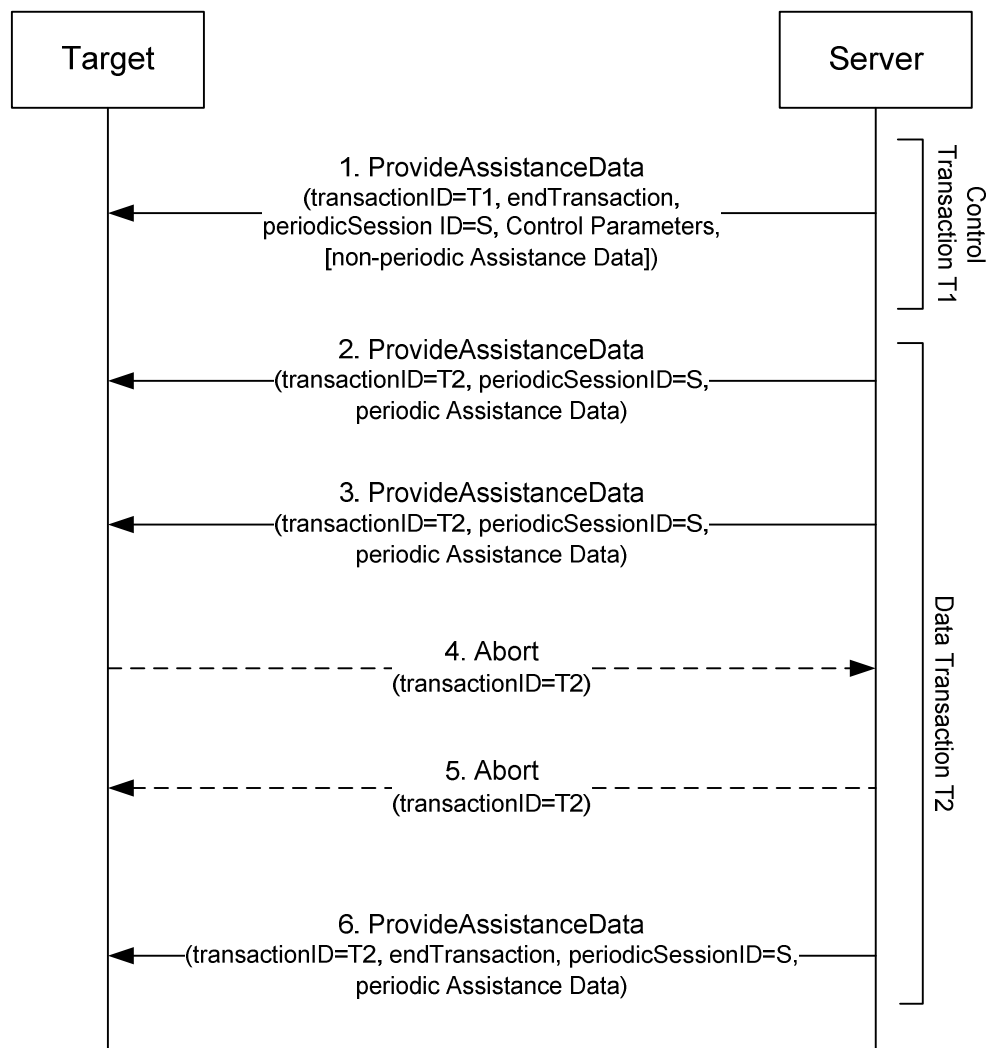 Target
Server
1. ProvideAssistanceData
(transactionID=T1, endTransaction,
periodicSession ID=S, Control Parameters,
[non-periodic Assistance Data])
Control
Transaction T1
2. ProvideAssistanceData
(transactionID=T2, periodicSessionID=S,
periodic Assistance Data)
3. ProvideAssistanceData
(transactionID=T2, periodicSessionID=S,
periodic Assistance Data)
4. Abort
(transactionID=T2)
5. Abort
(transactionID=T2)
Data Transaction T2
6. ProvideAssistanceData
(transactionID=T2, endTransaction, periodicSessionID=S,
periodic Assistance Data)